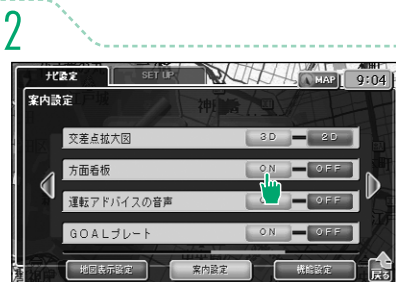 2
ナビ設定 SET UP MAP 9:04
案内設定
交差点拡大図 3D 2D
方面看板 ON OFF
運転アドバイスの音声 OFF
GOALプレート ON OFF
地図表示設定 案内設定 機能設定 戻る